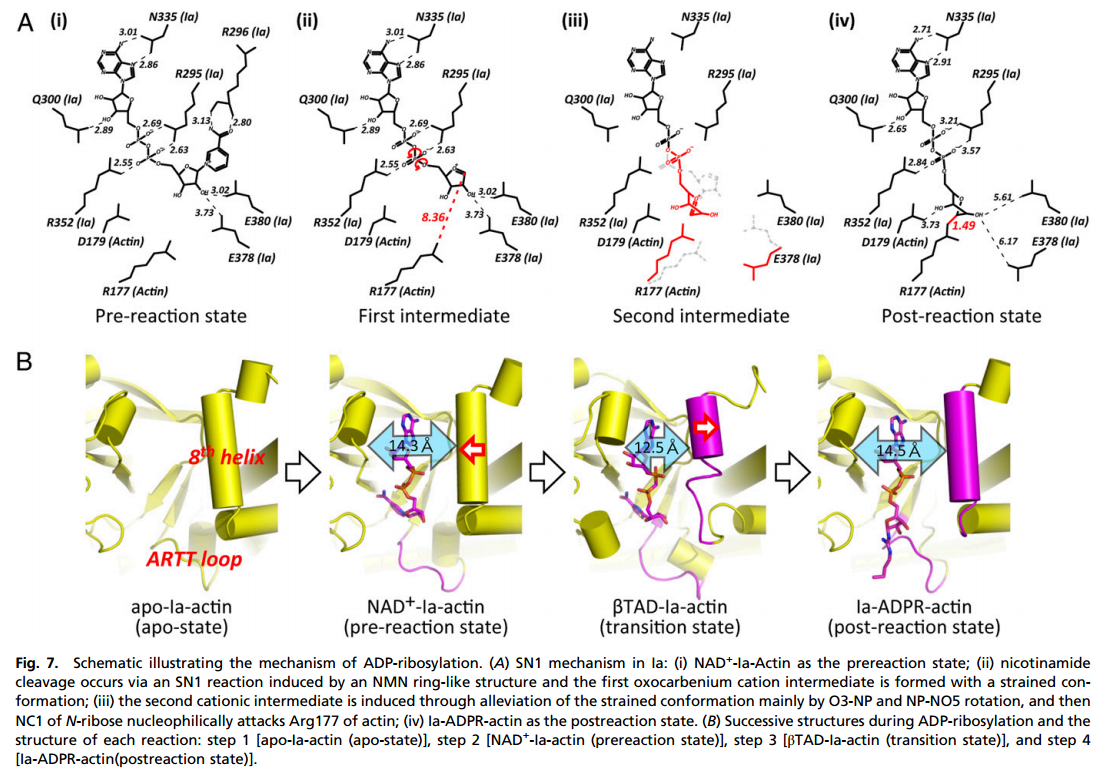 A
(i)
(ii)
(iii)
(iv)
N335 (Ia)
R296 (Ia)
3.01
2.86
R295 (Ia)
Q300 (Ia)
2.89
2.69
3.13
2.80
2.63
2.55
3.02
3.73
R352 (Ia)
D179 (Actin)
E380 (Ia)
E378 (Ia)
R177 (Actin)
Pre-reaction state
N335 (Ia)
3.01
2.86
R295 (Ia)
Q300 (Ia)
2.89
2.69
2.63
2.55
3.02
3.73
8.36
R352 (Ia)
D179 (Actin)
E380 (Ia)
E378 (Ia)
R177 (Actin)
First intermediate
N335 (Ia)
R295 (Ia)
Q300 (Ia)
R352 (Ia)
D179 (Actin)
E380 (Ia)
E378 (Ia)
R177 (Actin)
Second intermediate
N335 (Ia)
2.71
2.91
R295 (Ia)
Q300 (Ia)
2.65
3.21
3.57
2.84
5.61
3.73
1.49
6.17
R352 (Ia)
D179 (Actin)
E380 (Ia)
E378 (Ia)
R177 (Actin)
Post-reaction state
B
8th helix
ARTT loop
14.3 Å
12.5 Å
14.5 Å
apo-Ia-actin
(apo-state)
NAD+-Ia-actin
(pre-reaction state)
βTAD-Ia-actin
(transition state)
Ia-ADPR-actin
(post-reaction state)
Fig. 7. Schematic illustrating the mechanism of ADP-ribosylation. (A) SN1 mechanism in Ia: (i) NAD+-Ia-Actin as the prereaction state; (ii) nicotinamide
cleavage occurs via an SN1 reaction induced by an NMN ring-like structure and the first oxocarbenium cation intermediate is formed with a strained con-
formation; (iii) the second cationic intermediate is induced through alleviation of the strained conformation mainly by O3-NP and NP-NO5 rotation, and then
NC1 of N-ribose nucleophilically attacks Arg177 of actin; (iv) Ia-ADPR-actin as the postreaction state. (B) Successive structures during ADP-ribosylation and the
structure of each reaction: step 1 [apo-Ia-actin (apo-state)], step 2 [NAD+-Ia-actin (prereaction state)], step 3 [βTAD-Ia-actin (transition state)], and step 4
[Ia-ADPR-actin(postreaction state)].